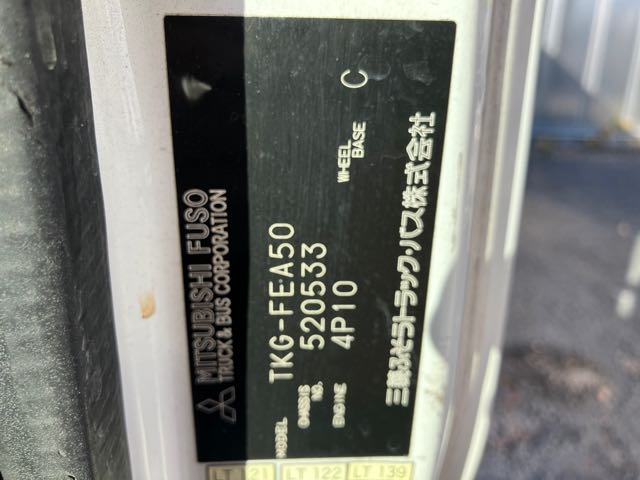 MITSUBISHI FUSO
TRUCK & BUS CORPORATION
MODEL TKG-FEA50
CHASSIS NO. 520533
ENGINE 4P10 WHEEL BASE C
三菱ふそうトラック・バス株式会社
LT 121 LT 122 LT 139